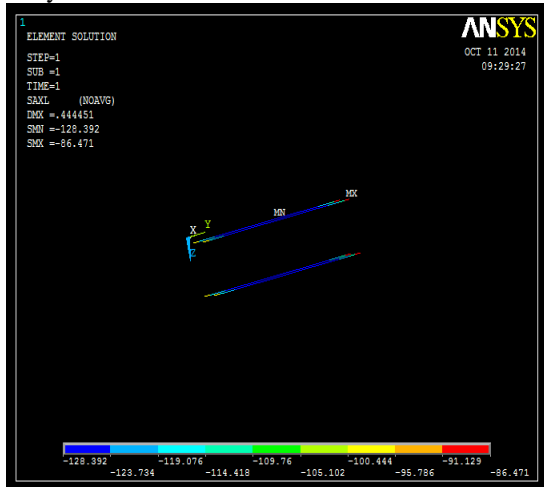 1
ELEMENT SOLUTION
STEP=1
SUB =1
TIME=1
SAXL (NOAVG)
DMX =.444451
SMN =-128.392
SMX =-86.471
ANSYS
OCT 11 2014
09:29:27
MX
MN
X Y
Z
-128.392 -119.076 -109.76 -100.444 -91.129
-123.734 -114.418 -105.102 -95.786 -86.471